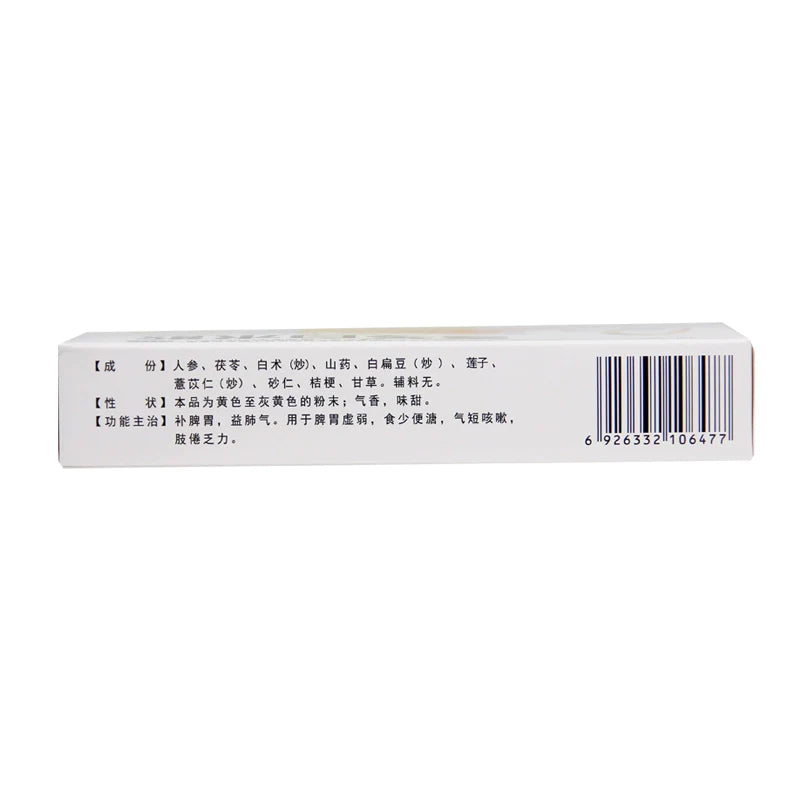 【成　份】人参、茯苓、白术(炒)、山药、白扁豆（炒）、莲子、
薏苡仁（炒）、砂仁、桔梗、甘草。辅料无。
【性　状】本品为黄色至灰黄色的粉末；气香，味甜。
【功能主治】补脾胃，益肺气。用于脾胃虚弱，食少便溏，气短咳嗽，
肢倦乏力。
6 926332 106477